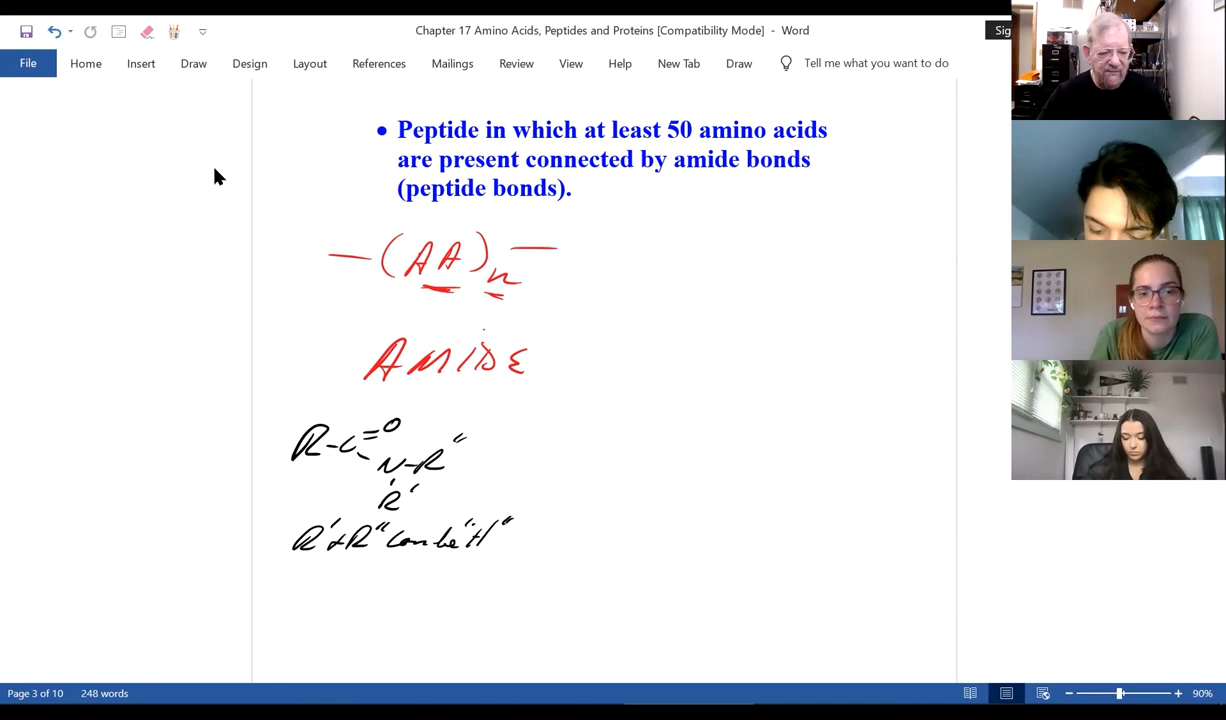 Chapter 17 Amino Acids, Peptides and Proteins [Compatibility Mode] - Word
Sig
File Home Insert Draw Design Layout References Mailings Review View Help New Tab Draw Tell me what you want to do
• Peptide in which at least 50 amino acids
are present connected by amide bonds
(peptide bonds).
—(AA)n—
AMIDE
R-C=O
N-R"
R'
R' & R" can be "H"
Page 3 of 10 248 words 90%